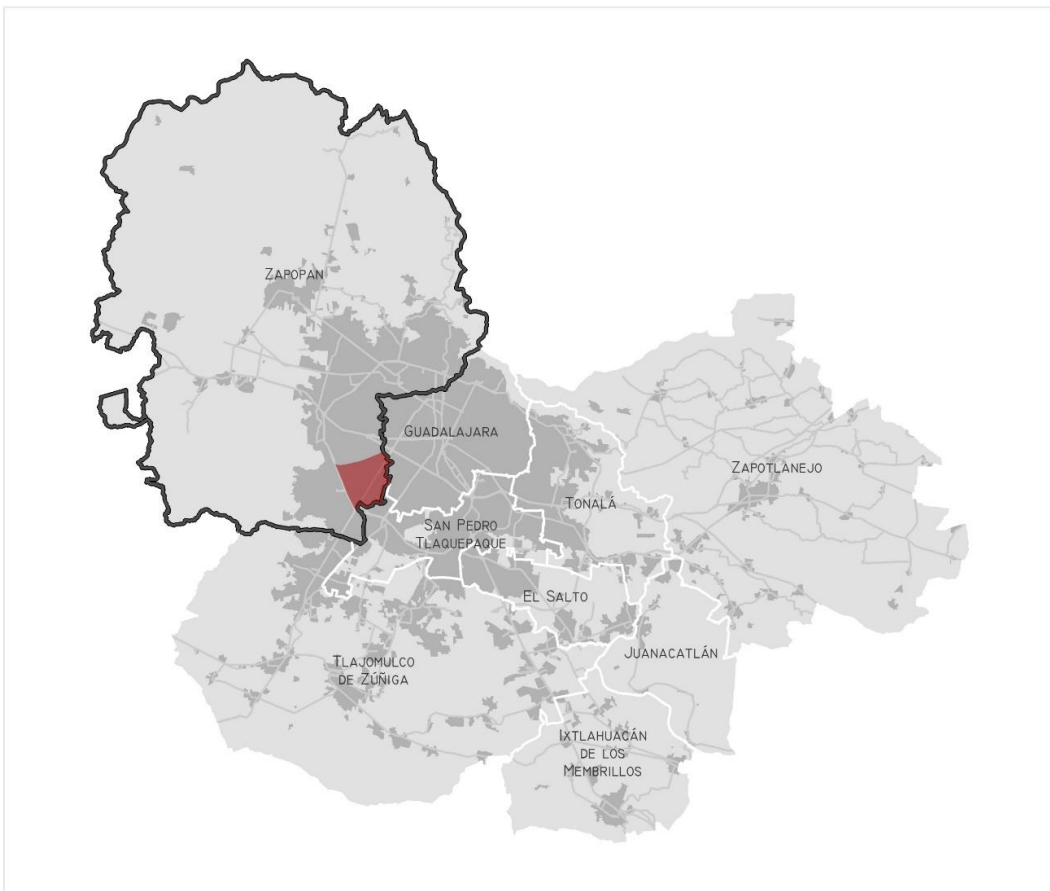 ZAPOPAN
GUADALAJARA
ZAPOTLANEJO
TONALÁ
SAN PEDRO
TLAQUEPAQUE
EL SALTO
JUANACATLÁN
TLAJOMULCO
DE ZÚÑIGA
IXTLAHUACÁN
DE LOS
MEMBRILLOS